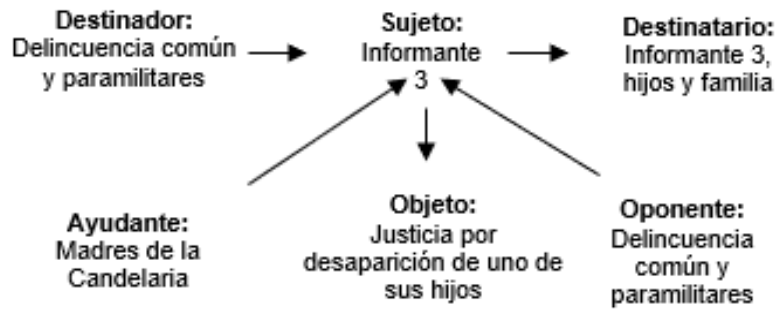 Destinador:
Delincuencia común
y paramilitares
Sujeto:
Informante
3
Destinatario:
Informante 3,
hijos y familia
Ayudante:
Madres de la
Candelaria
Objeto:
Justicia por
desaparición de uno de
sus hijos
Oponente:
Delincuencia
común y
paramilitares